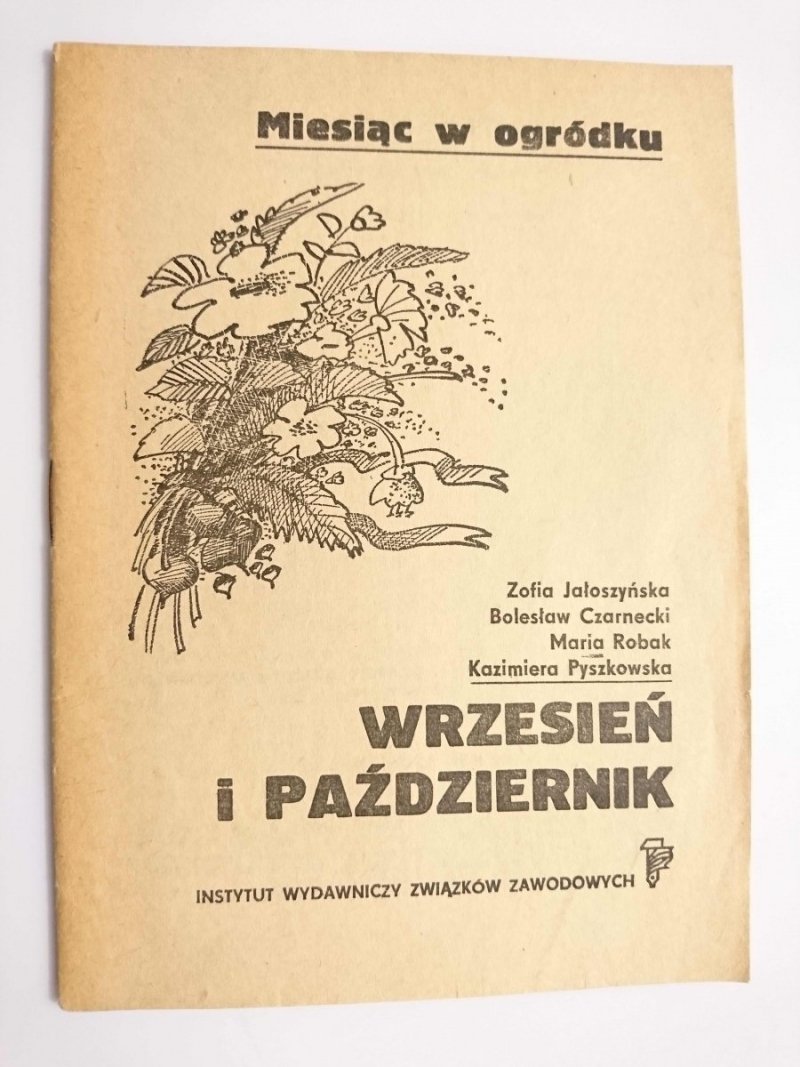 Miesiąc w ogródku
Zofia Jałoszyńska
Bolesław Czarnecki
Maria Robak
Kazimiera Pyszkowska
WRZESIEŃ
i PAŹDZIERNIK
INSTYTUT WYDAWNICZY ZWIĄZKÓW ZAWODOWYCH